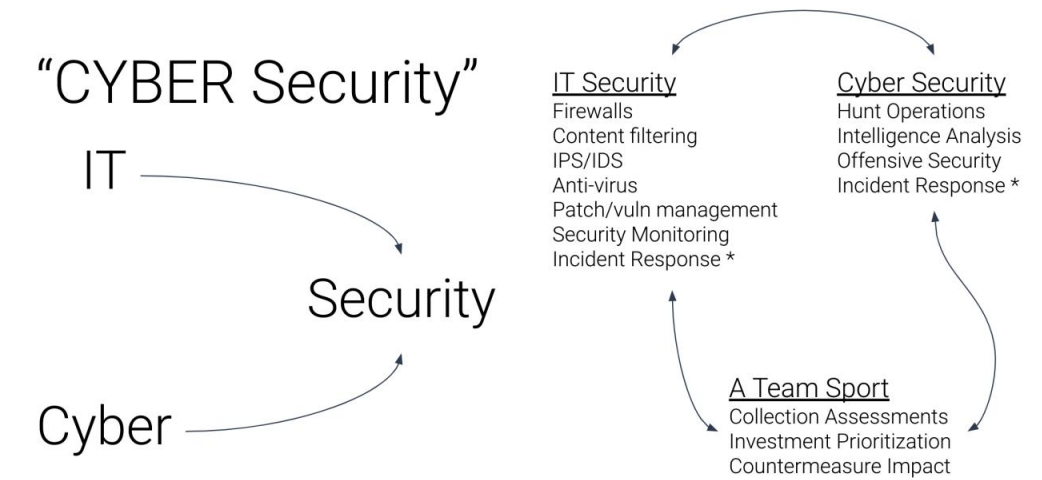 “CYBER Security”
IT
Security
Cyber
IT Security
Firewalls
Content filtering
IPS/IDS
Anti-virus
Patch/vuln management
Security Monitoring
Incident Response *
Cyber Security
Hunt Operations
Intelligence Analysis
Offensive Security
Incident Response *
A Team Sport
Collection Assessments
Investment Prioritization
Countermeasure Impact